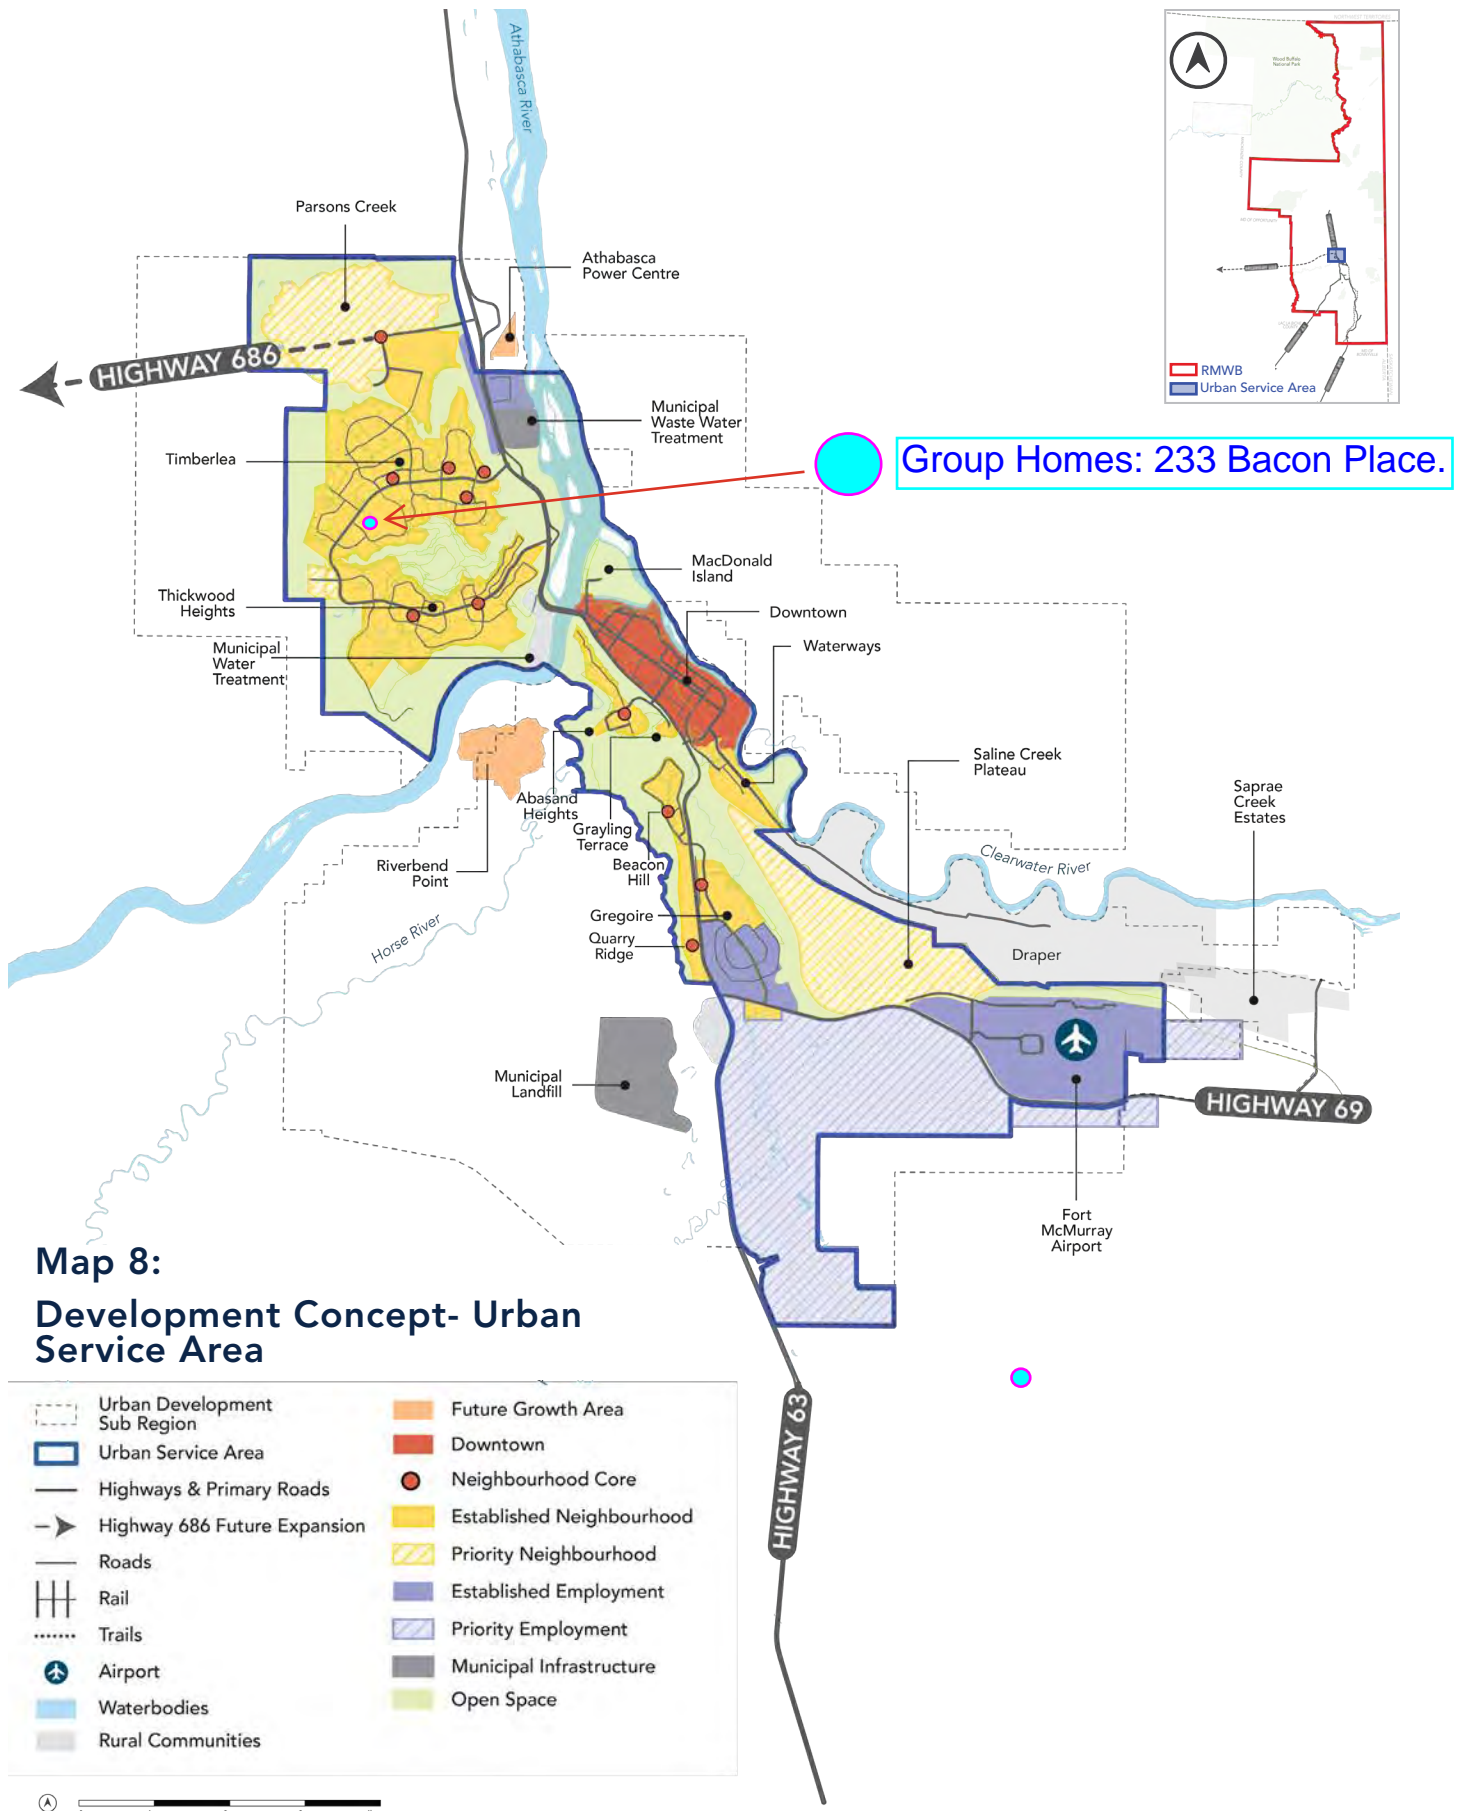 Athabasca River
Parsons Creek
Athabasca
Power Centre
HIGHWAY 686
Municipal
Waste Water
Treatment
Timberlea
Group Homes: 233 Bacon Place.
Wood Buffalo
National Park
RMWB
Urban Service Area
MacDonald
Island
Thickwood
Heights
Downtown
Municipal
Water
Treatment
Waterways
Saline Creek
Plateau
Saprae
Creek
Estates
Abasand
Heights
Grayling
Terrace
Beacon
Hill
Riverbend
Point
Clearwater River
Horse River
Gregoire
Quarry
Ridge
Draper
Municipal
Landfill
HIGHWAY 69
Fort
McMurray
Airport
Map 8:
Development Concept- Urban
Service Area
HIGHWAY 63
Urban Development
Sub Region
Urban Service Area
Highways & Primary Roads
Highway 686 Future Expansion
Roads
Rail
Trails
Airport
Waterbodies
Rural Communities
Future Growth Area
Downtown
Neighbourhood Core
Established Neighbourhood
Priority Neighbourhood
Established Employment
Priority Employment
Municipal Infrastructure
Open Space